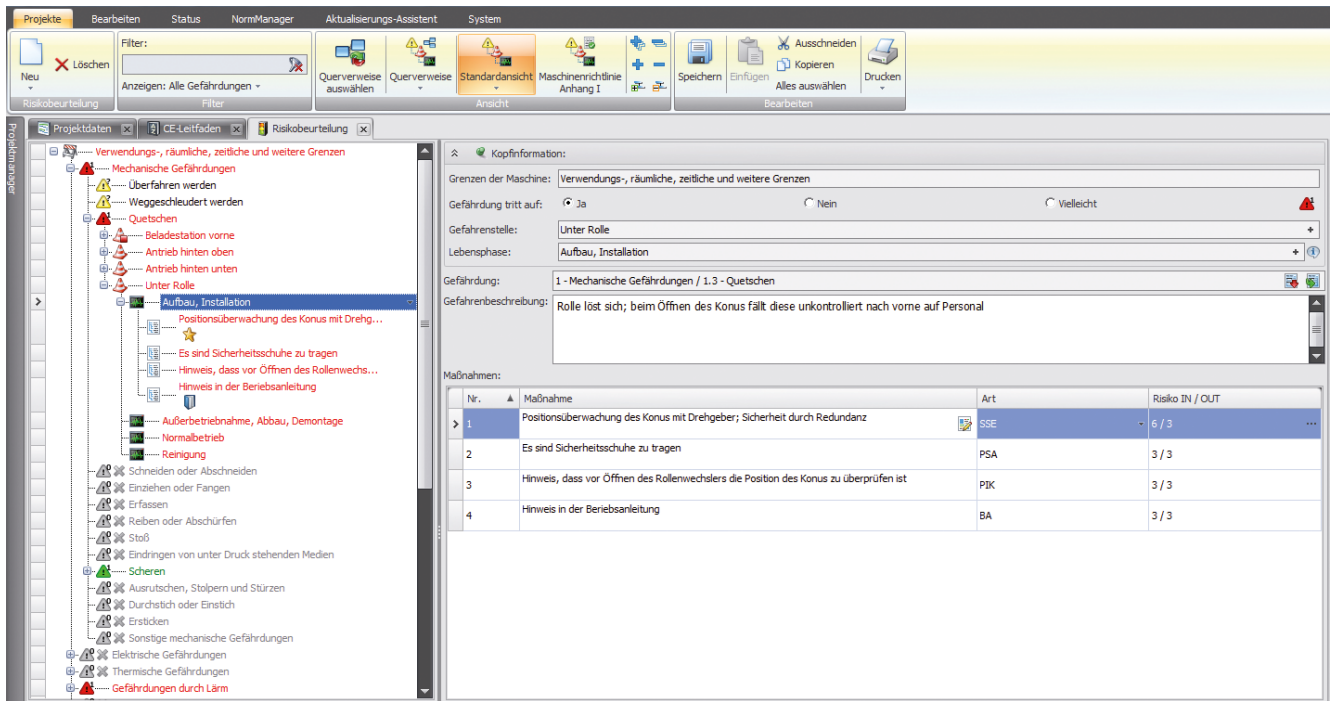 Projekte Bearbeiten Status NormManager Aktualisierungs-Assistent System
Neu
Löschen
Risikobeurteilung
Filter:
Anzeigen: Alle Gefährdungen
Filter
Querverweise auswählen
Querverweise
Standardansicht
Maschinenrichtlinie Anhang I
Ansicht
Speichern
Einfügen
Ausschneiden
Kopieren
Alles auswählen
Drucken
Bearbeiten
Projektmanager
Projektdaten CE-Leitfaden Risikobeurteilung
Verwendungs-, räumliche, zeitliche und weitere Grenzen
Mechanische Gefährdungen
Überfahren werden
Weggeschleudert werden
Quetschen
Beladestation vorne
Antrieb hinten oben
Antrieb hinten unten
Unter Rolle
Aufbau, Installation
Positionsüberwachung des Konus mit Drehg...
Es sind Sicherheitsschuhe zu tragen
Hinweis, dass vor Öffnen des Rollenwechs...
Hinweis in der Beriebsanleitung
Außerbetriebnahme, Abbau, Demontage
Normalbetrieb
Reinigung
Schneiden oder Abschneiden
Einziehen oder Fangen
Erfassen
Reiben oder Abschürfen
Stoß
Eindringen von unter Druck stehenden Medien
Scheren
Ausrutschen, Stolpern und Stürzen
Durchstich oder Einstich
Ersticken
Sonstige mechanische Gefährdungen
Elektrische Gefährdungen
Thermische Gefährdungen
Gefährdungen durch Lärm
Kopfinformation:
Grenzen der Maschine: Verwendungs-, räumliche, zeitliche und weitere Grenzen
Gefährdung tritt auf: Ja Nein Vielleicht
Gefahrenstelle: Unter Rolle
Lebensphase: Aufbau, Installation
Gefährdung: 1 - Mechanische Gefährdungen / 1.3 - Quetschen
Gefahrenbeschreibung: Rolle löst sich; beim Öffnen des Konus fällt diese unkontrolliert nach vorne auf Personal
Maßnahmen:
Nr. Maßnahme Art Risiko IN / OUT
1 Positionsüberwachung des Konus mit Drehgeber; Sicherheit durch Redundanz SSE 6 / 3 ...
2 Es sind Sicherheitsschuhe zu tragen PSA 3 / 3
3 Hinweis, dass vor Öffnen des Rollenwechslers die Position des Konus zu überprüfen ist PIK 3 / 3
4 Hinweis in der Beriebsanleitung BA 3 / 3